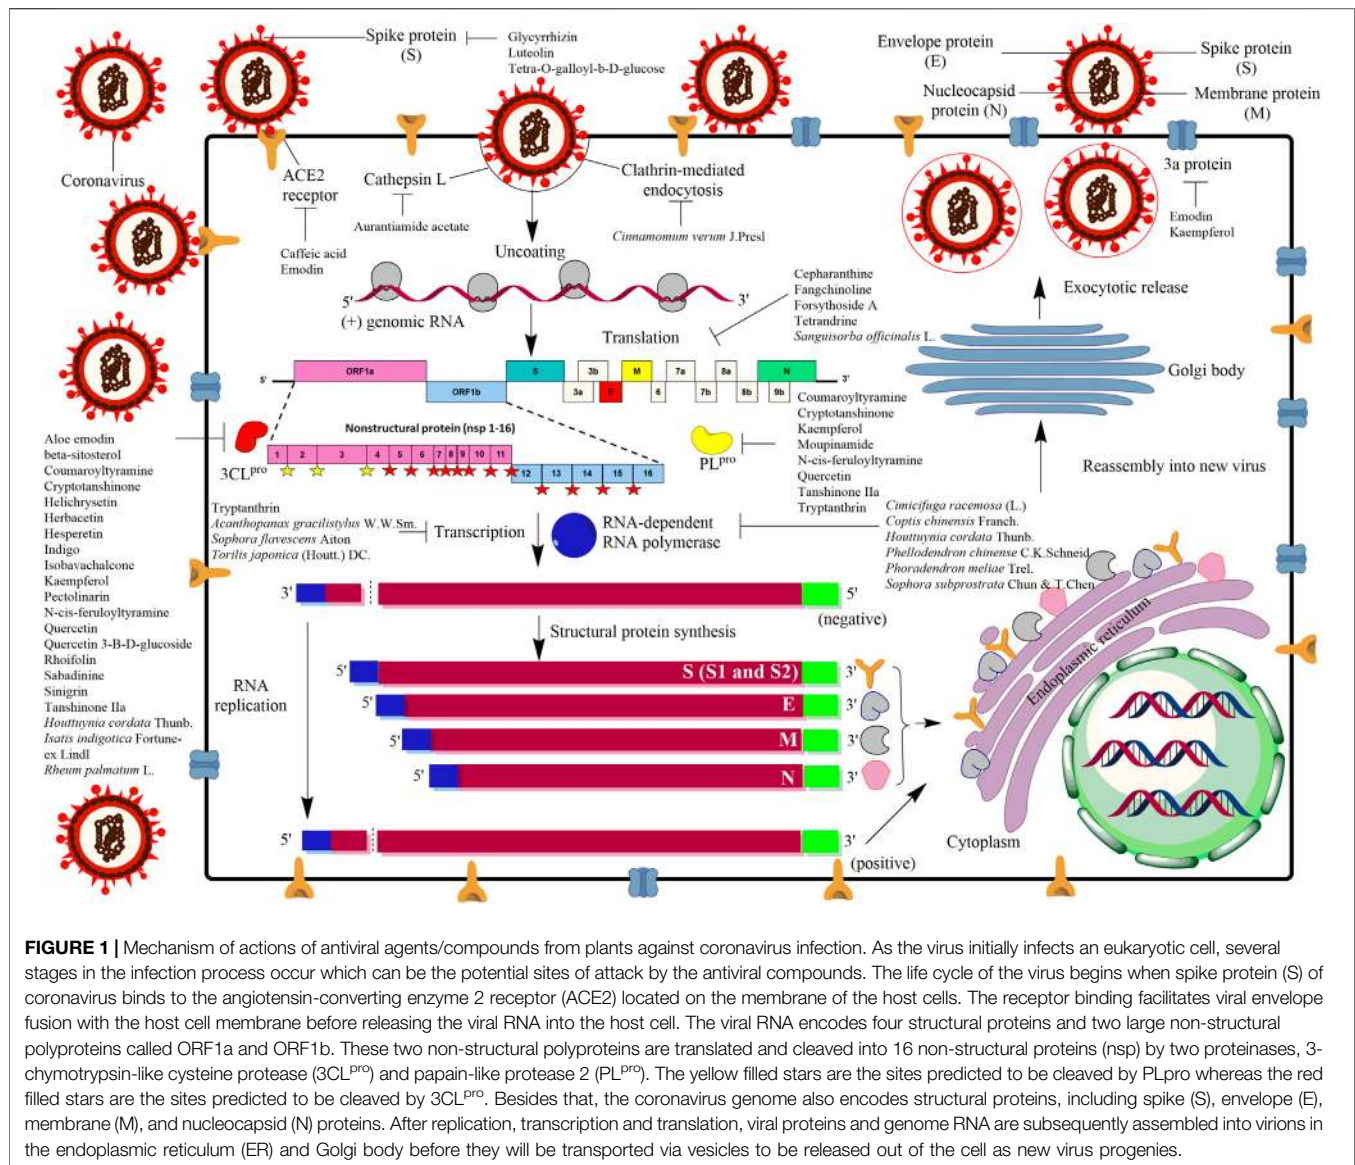 Spike protein
(S)
Glycyrrhizin
Luteolin
Tetra-O-galloyl-b-D-glucose
Envelope protein
(E)
Spike protein
(S)
Nucleocapsid
protein (N)
Membrane protein
(M)
Coronavirus
ACE2
receptor
Caffeic acid
Emodin
Cathepsin L
Aurantiamide acetate
Clathrin-mediated
endocytosis
Cinnamomum verum J.Presl
3a protein
Emodin
Kaempferol
Uncoating
5'
3'
(+) genomic RNA
Translation
Cepharanthine
Fangchinoline
Forsythoside A
Tetrandrine
Sanguisorba officinalis L.
Exocytotic release
Golgi body
Reassembly into new virus
5'
ORF1a
ORF1b
S
3a
3b
E
M
6
7a
7b
8a
8b
9b
N
3'
Nonstructural protein (nsp 1-16)
1 2 3 4 5 6 7 8 9 10 11
12 13 14 15 16
3CLpro
PLpro
Coumaroyltyramine
Cryptotanshinone
Kaempferol
Moupinamide
N-cis-feruloyltyramine
Quercetin
Tanshinone IIa
Tryptanthrin
Aloe emodin
beta-sitosterol
Coumaroyltyramine
Cryptotanshinone
Helichrysetin
Herbacetin
Hesperetin
Indigo
Isobavachalcone
Kaempferol
Pectolinarin
N-cis-feruloyltyramine
Quercetin
Quercetin 3-B-D-glucoside
Rhoifolin
Sabadinine
Sinigrin
Tanshinone IIa
Houttuynia cordata Thunb.
Isatis indigotica Fortune-
ex Lindl
Rheum palmatum L.
Tryptanthrin
Acanthopanax gracilistylus W.W.Sm.
Sophora flavescens Aiton
Torilis japonica (Houtt.) DC.
Transcription
RNA-dependent
RNA polymerase
Cimicifuga racemosa (L.)
Coptis chinensis Franch.
Houttuynia cordata Thunb.
Phellodendron chinense C.K.Schneid
Phoradendron meliae Trel.
Sophora subprostrata Chun & T.Chen
3'
5'
(negative)
Structural protein synthesis
RNA
replication
5'
S (S1 and S2)
3'
5'
E
3'
5'
M
3'
5'
N
3'
5'
3'
(positive)
Endoplasmic reticulum
Cytoplasm
FIGURE 1 | Mechanism of actions of antiviral agents/compounds from plants against coronavirus infection. As the virus initially infects an eukaryotic cell, several
stages in the infection process occur which can be the potential sites of attack by the antiviral compounds. The life cycle of the virus begins when spike protein (S) of
coronavirus binds to the angiotensin-converting enzyme 2 receptor (ACE2) located on the membrane of the host cells. The receptor binding facilitates viral envelope
fusion with the host cell membrane before releasing the viral RNA into the host cell. The viral RNA encodes four structural proteins and two large non-structural
polyproteins called ORF1a and ORF1b. These two non-structural polyproteins are translated and cleaved into 16 non-structural proteins (nsp) by two proteinases, 3-
chymotrypsin-like cysteine protease (3CLpro) and papain-like protease 2 (PLpro). The yellow filled stars are the sites predicted to be cleaved by PLpro whereas the red
filled stars are the sites predicted to be cleaved by 3CLpro. Besides that, the coronavirus genome also encodes structural proteins, including spike (S), envelope (E),
membrane (M), and nucleocapsid (N) proteins. After replication, transcription and translation, viral proteins and genome RNA are subsequently assembled into virions in
the endoplasmic reticulum (ER) and Golgi body before they will be transported via vesicles to be released out of the cell as new virus progenies.